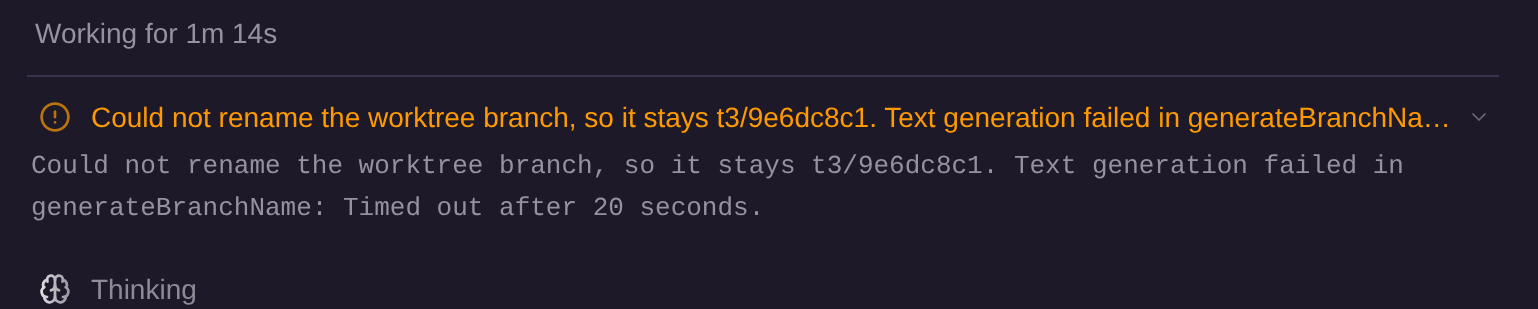 Working for 1m 14s
Could not rename the worktree branch, so it stays t3/9e6dc8c1. Text generation failed in generateBranchNa…
Could not rename the worktree branch, so it stays t3/9e6dc8c1. Text generation failed in
generateBranchName: Timed out after 20 seconds.
Thinking